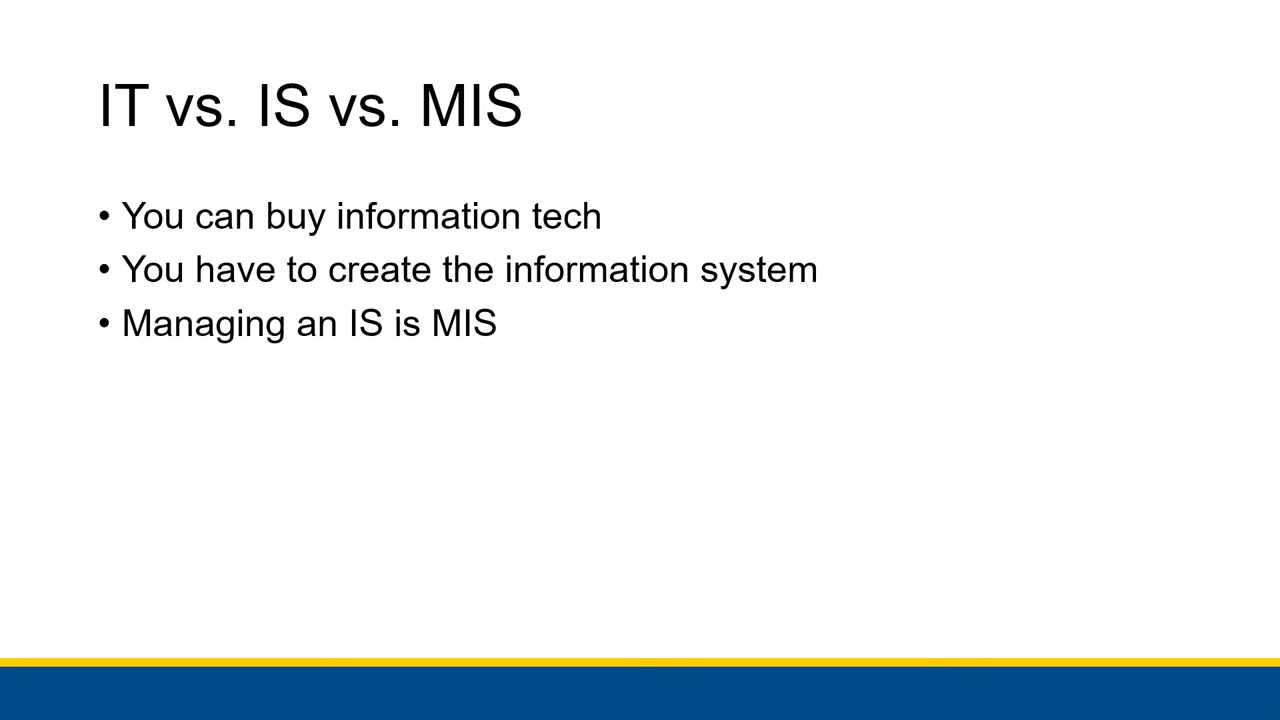 IT vs. IS vs. MIS
• You can buy information tech
• You have to create the information system
• Managing an IS is MIS